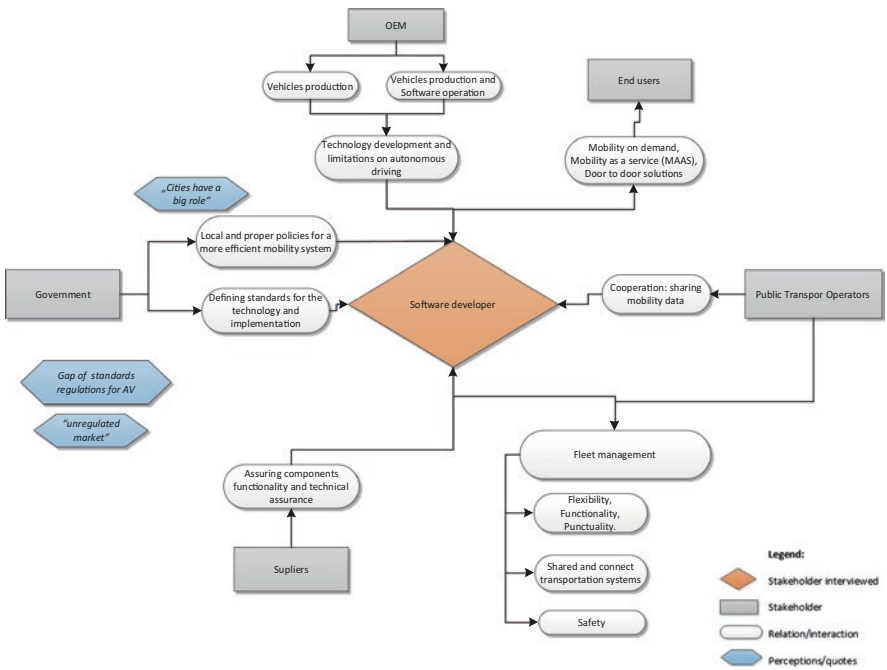 OEM
Vehicles production
Vehicles production and
Software operation
End users
Technology development and
limitations on autonomous
driving
Mobility on demand,
Mobility as a service (MAAS),
Door to door solutions
„Cities have a
big role"
Local and proper policies for a
more efficient mobility system
Government
Defining standards for the
technology and
implementation
Software developer
Cooperation: sharing
mobility data
Public Transpor Operators
Gap of standards
regulations for AV
"unregulated
market"
Fleet management
Assuring components
functionality and technical
assurance
Flexibility,
Functionality,
Punctuality.
Supliers
Shared and connect
transportation systems
Safety
Legend:
Stakeholder interviewed
Stakeholder
Relation/interaction
Perceptions/quotes